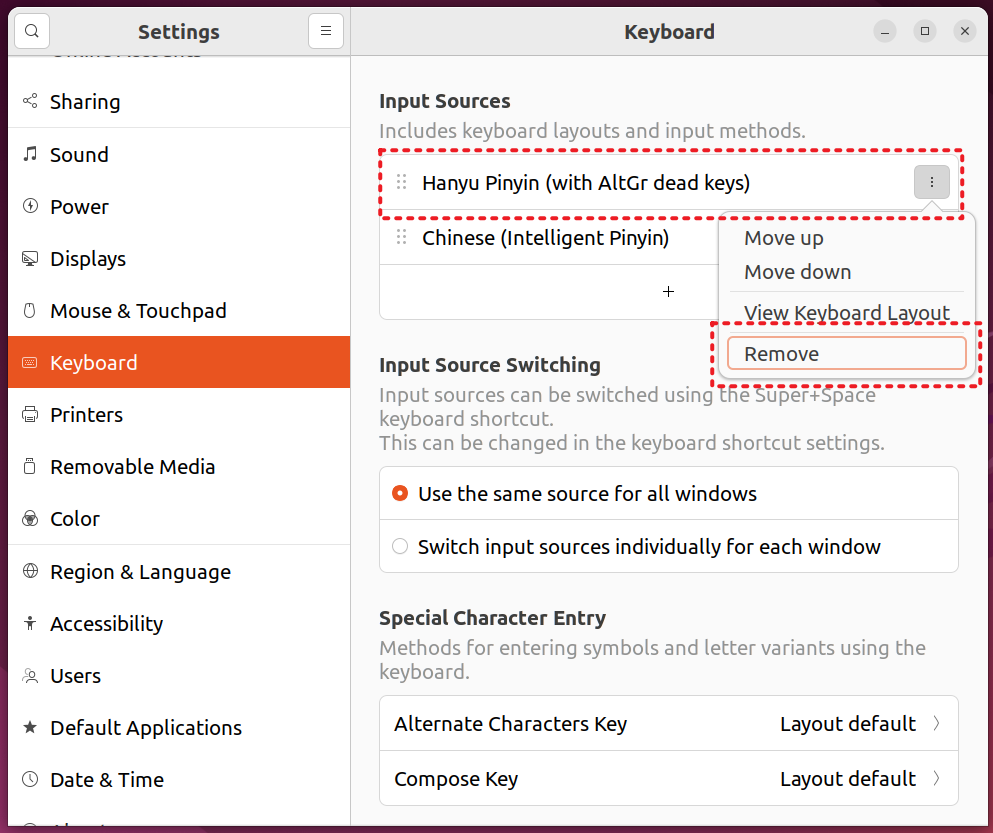 Settings
Sharing
Sound
Power
Displays
Mouse & Touchpad
Keyboard
Printers
Removable Media
Color
Region & Language
Accessibility
Users
Default Applications
Date & Time
Keyboard
Input Sources
Includes keyboard layouts and input methods.
Hanyu Pinyin (with AltGr dead keys)
Chinese (Intelligent Pinyin)
Move up
Move down
View Keyboard Layout
Remove
Input Source Switching
Input sources can be switched using the Super+Space
keyboard shortcut.
This can be changed in the keyboard shortcut settings.
Use the same source for all windows
Switch input sources individually for each window
Special Character Entry
Methods for entering symbols and letter variants using the
keyboard.
Alternate Characters Key Layout default
Compose Key Layout default